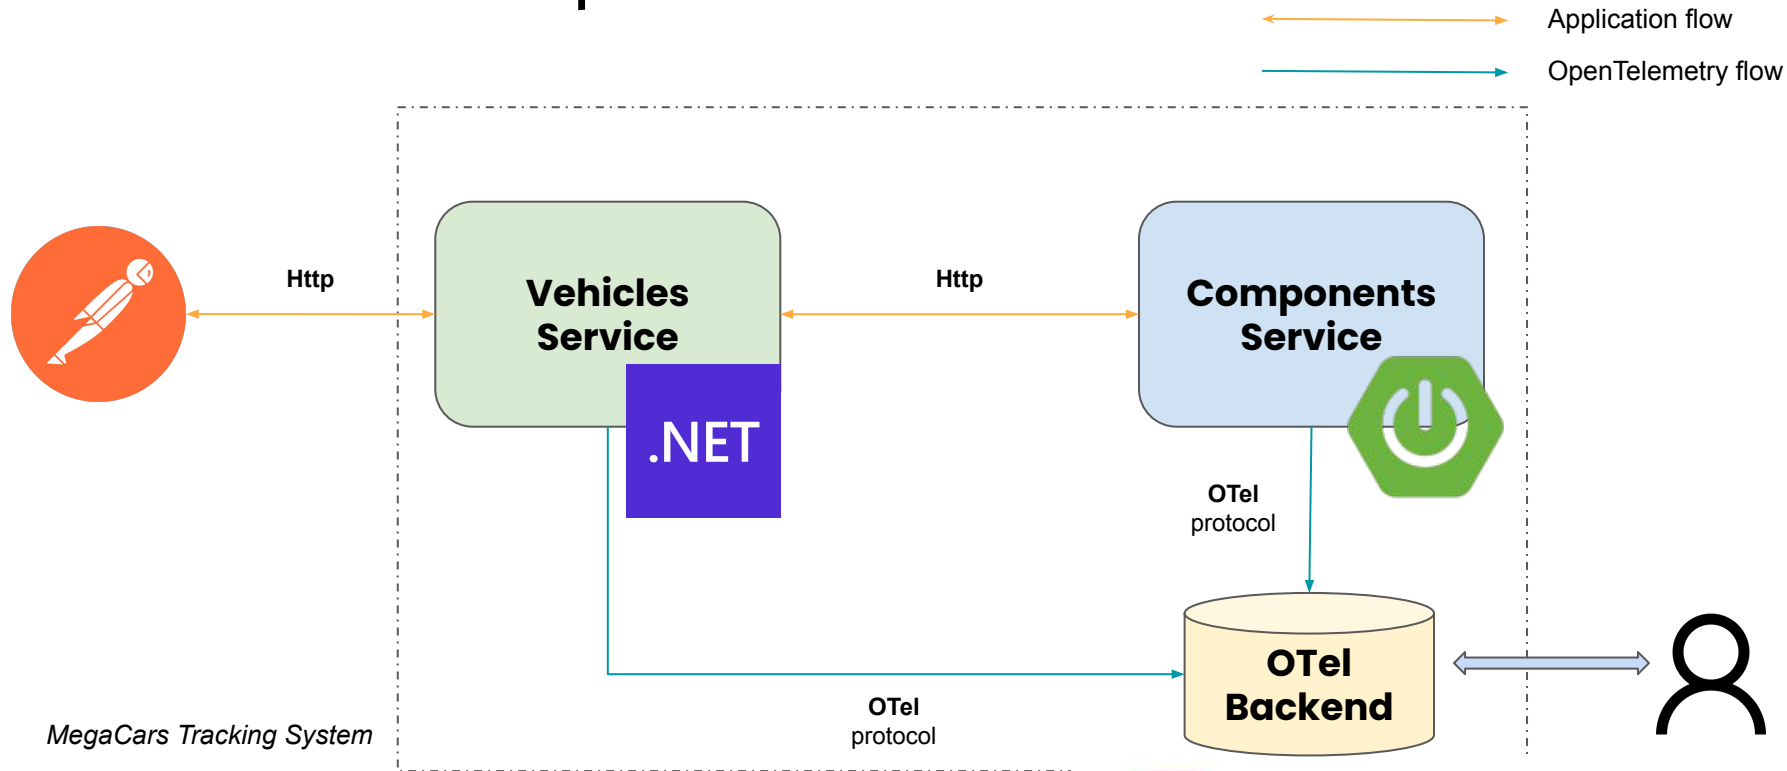 Application flow
OpenTelemetry flow
Http
Http
Vehicles
Service
Components
Service
.NET
OTel
protocol
OTel
Backend
OTel
protocol
MegaCars Tracking System